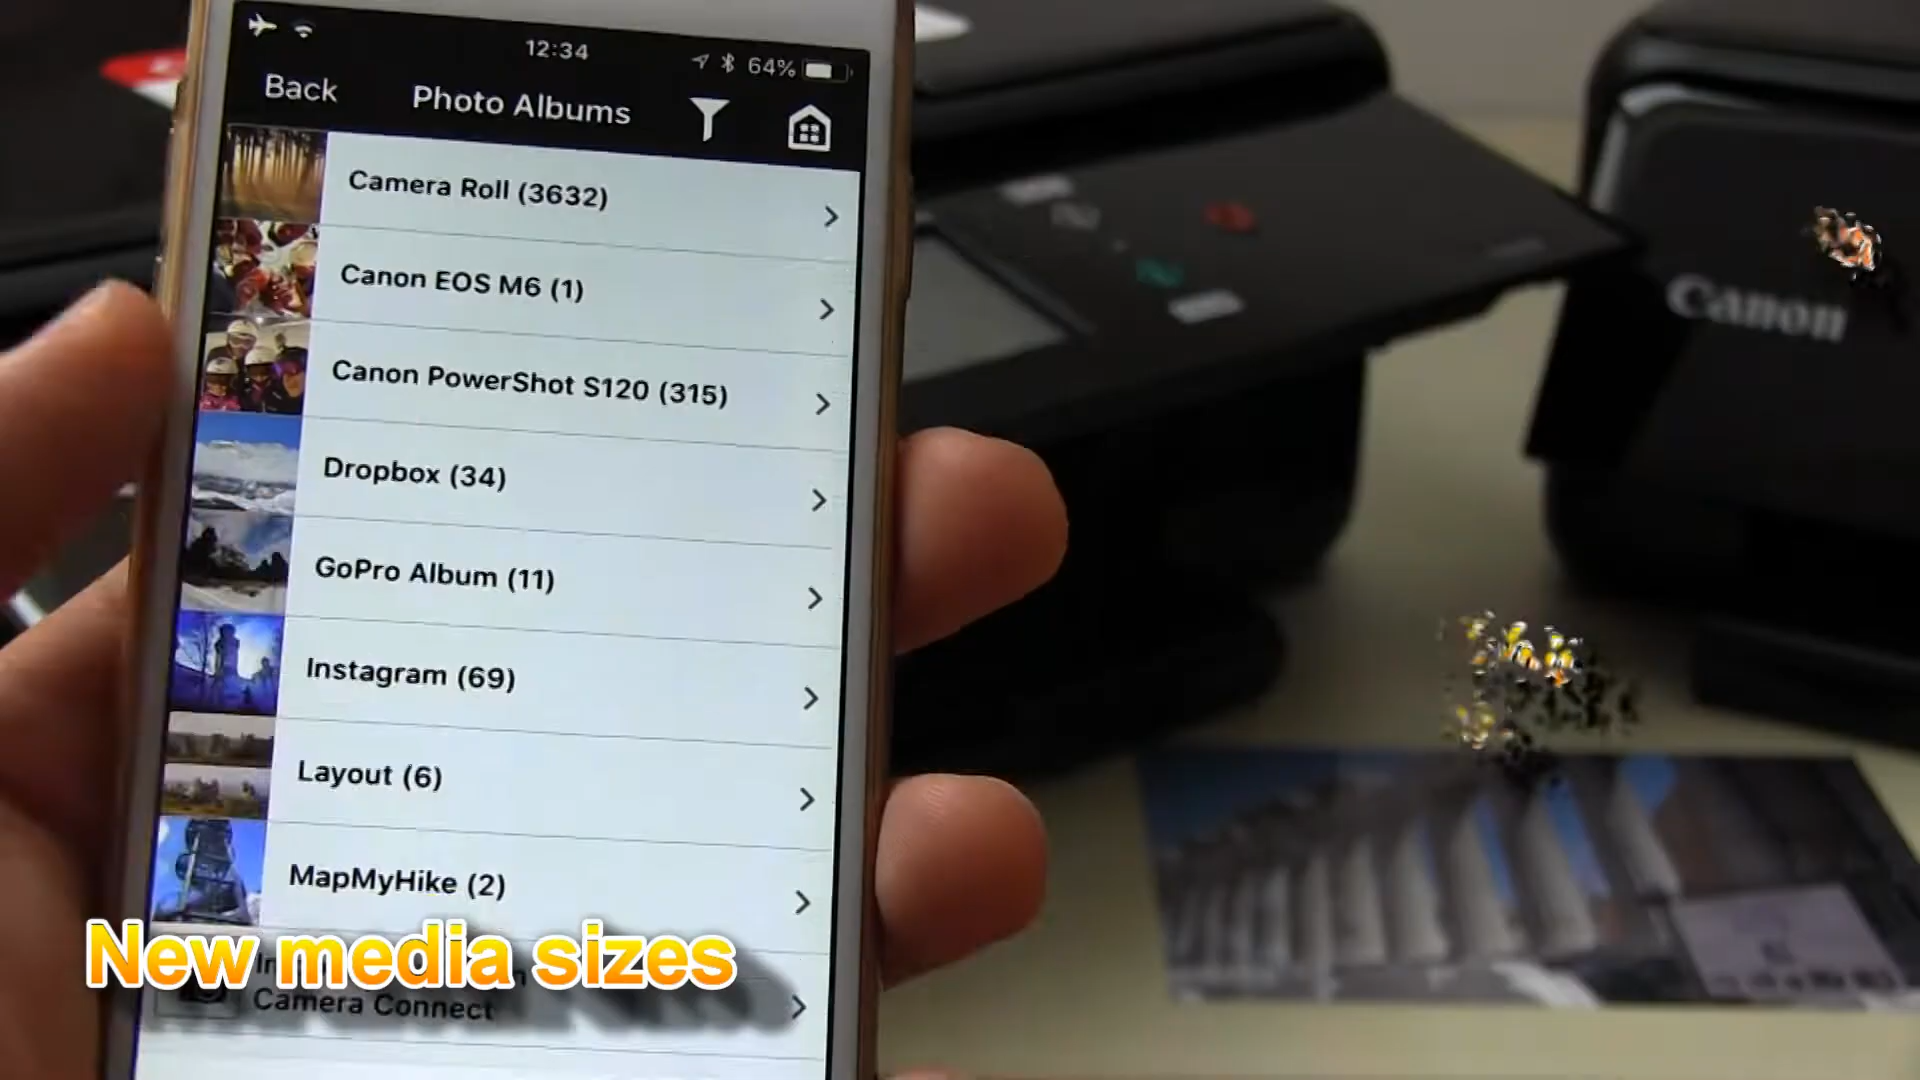 12:34
64%
Back
Photo Albums
Camera Roll (3632)
Canon EOS M6 (1)
Canon PowerShot S120 (315)
Dropbox (34)
GoPro Album (11)
Instagram (69)
Layout (6)
MapMyHike (2)
Camera Connect
New media sizes
Canon